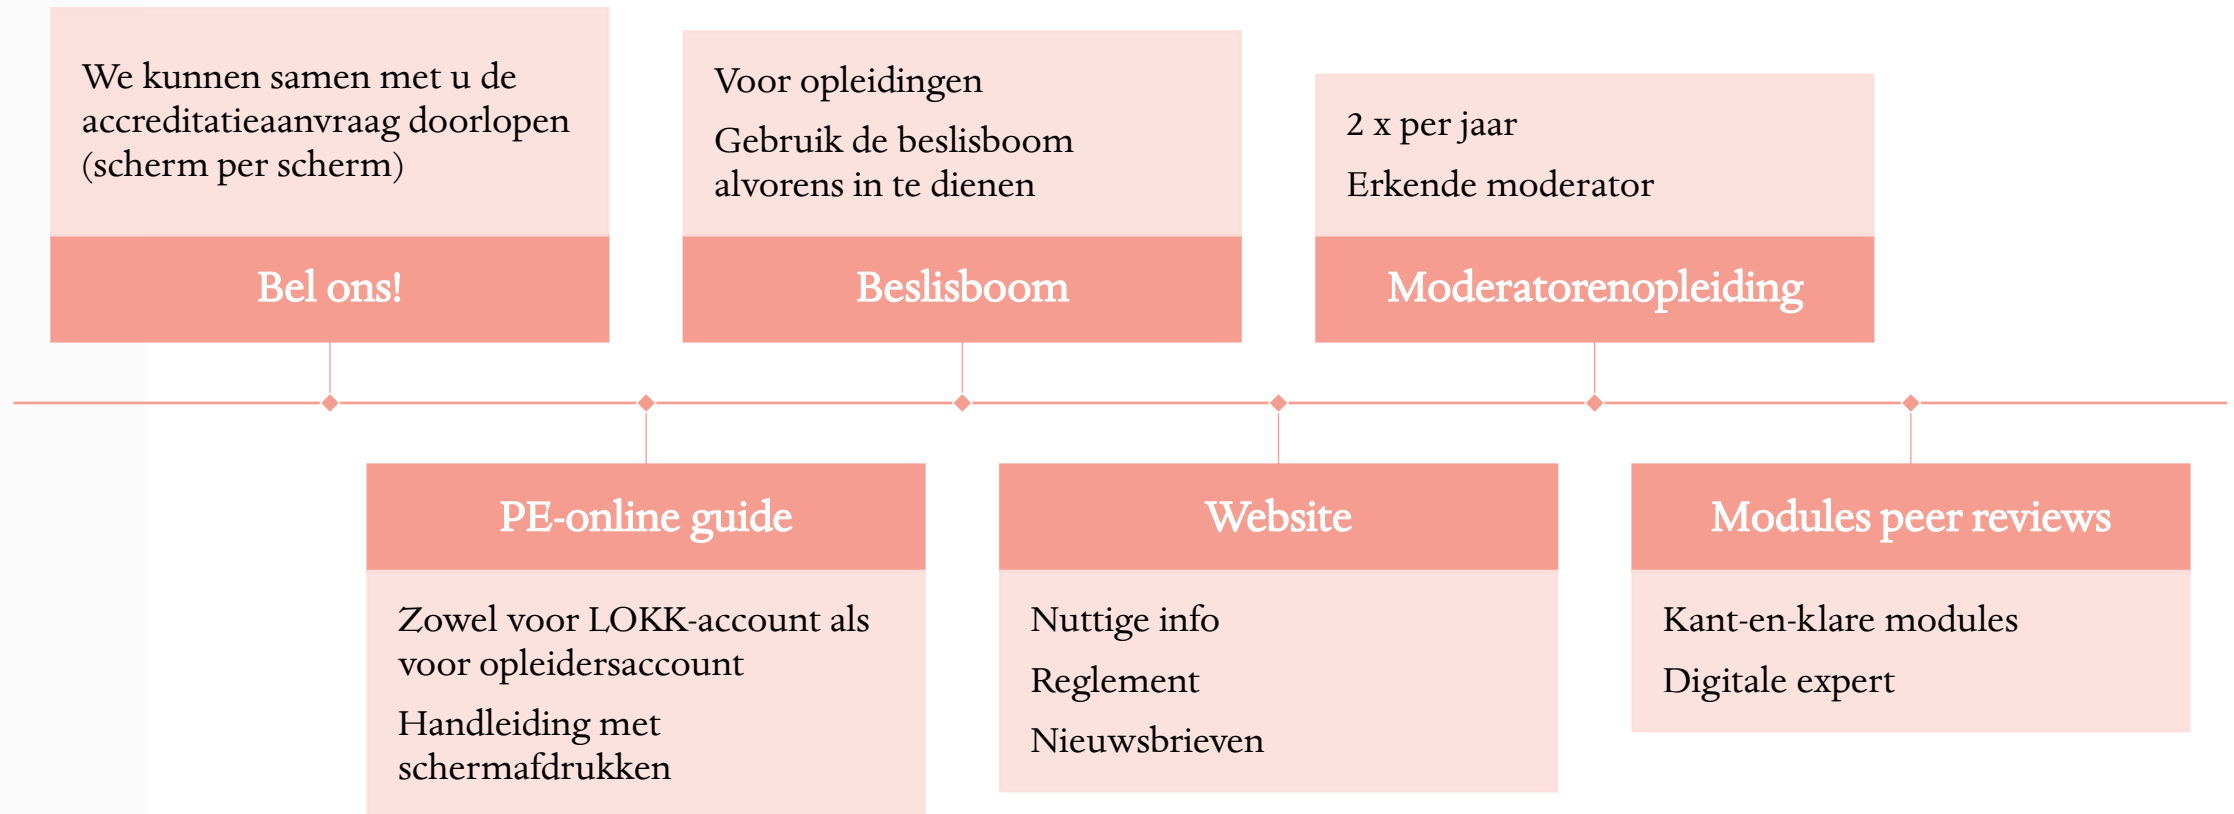 We kunnen samen met u de
accreditatieaanvraag doorlopen
(scherm per scherm)
Bel ons!
Voor opleidingen
Gebruik de beslisboom
alvorens in te dienen
Beslisboom
2 x per jaar
Erkende moderator
Moderatorenopleiding
PE-online guide
Zowel voor LOKK-account als
voor opleidersaccount
Handleiding met
schermafdrukken
Website
Nuttige info
Reglement
Nieuwsbrieven
Modules peer reviews
Kant-en-klare modules
Digitale expert